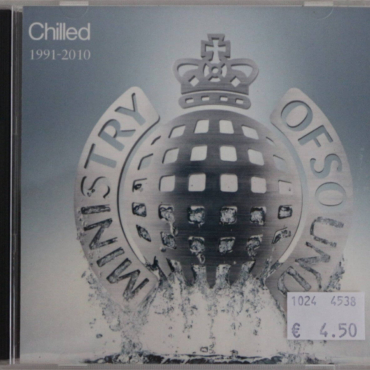 Chilled
1991-2010
MINISTRY
OF SOUND
1024 4538
€ 4.50